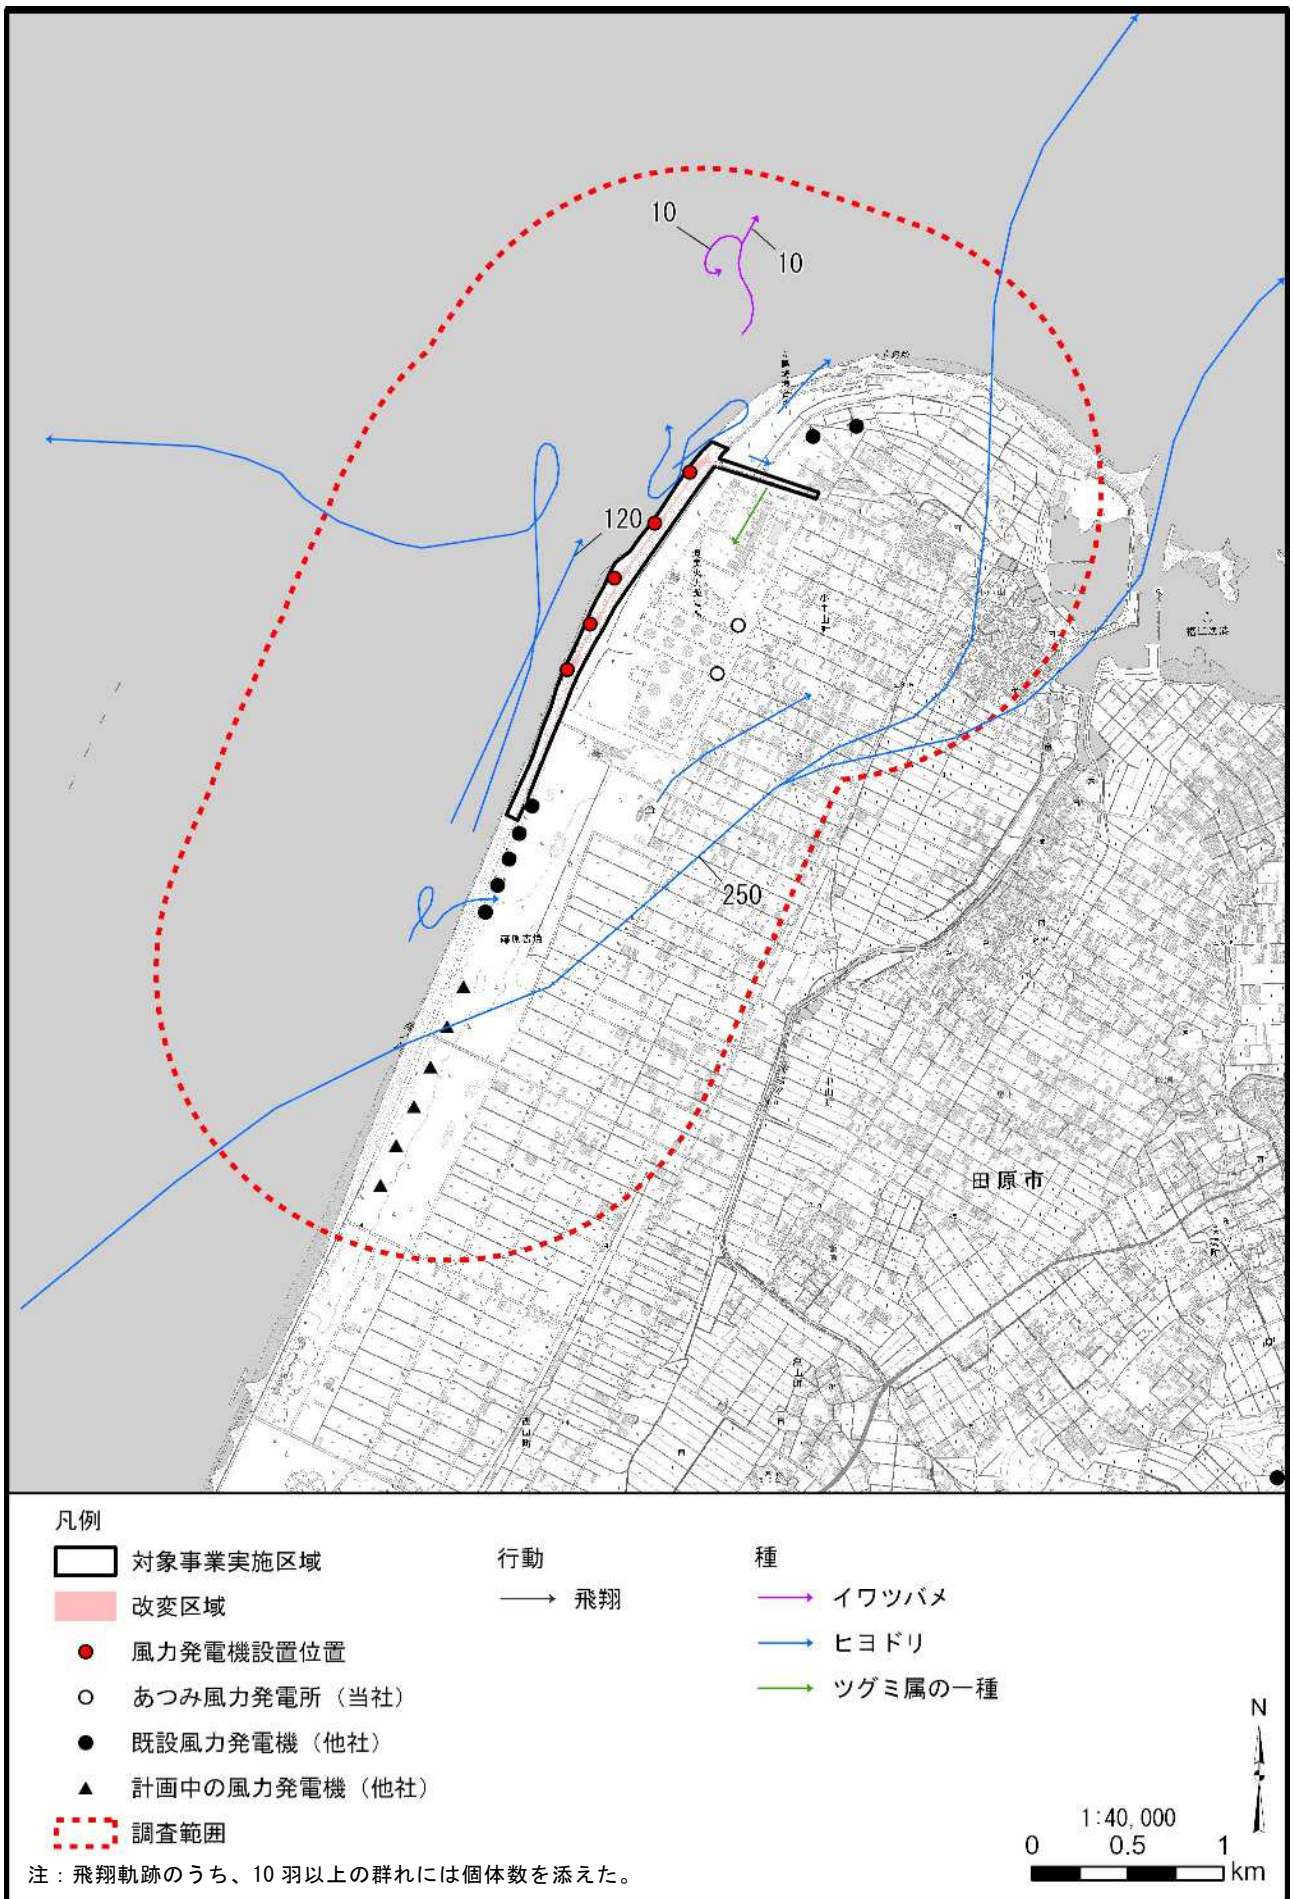 10
10
120
250
田原市
凡例
対象事業実施区域
改変区域
風力発電機設置位置
あつみ風力発電所（当社）
既設風力発電機（他社）
計画中の風力発電機（他社）
調査範囲
行動
飛翔
種
イワツバメ
ヒヨドリ
ツグミ属の一種
N
1:40,000
0 0.5 1
km
注：飛翔軌跡のうち、10 羽以上の群れには個体数を添えた。